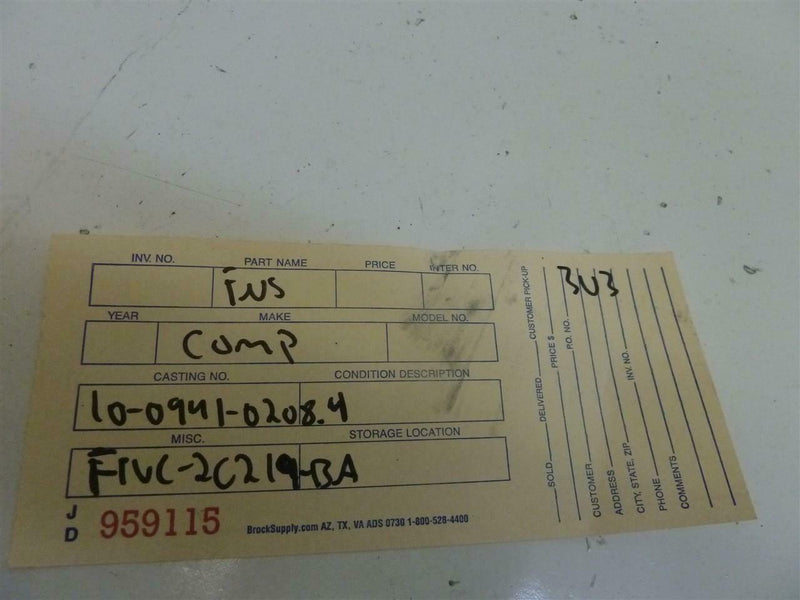 INV. NO. PART NAME PRICE INTER NO.
INS
YEAR MAKE MODEL NO.
COMP
CASTING NO. CONDITION DESCRIPTION
10-0941-0208.4
MISC. STORAGE LOCATION
F1VC-2C219-BA
J D 959115 BrockSupply.com AZ, TX, VA ADS 0730 1-800-528-4400
SOLD DELIVERED CUSTOMER PICK-UP
PRICE $
P.O. NO. 3V3
CUSTOMER
ADDRESS
CITY, STATE, ZIP INV. NO.
PHONE
COMMENTS